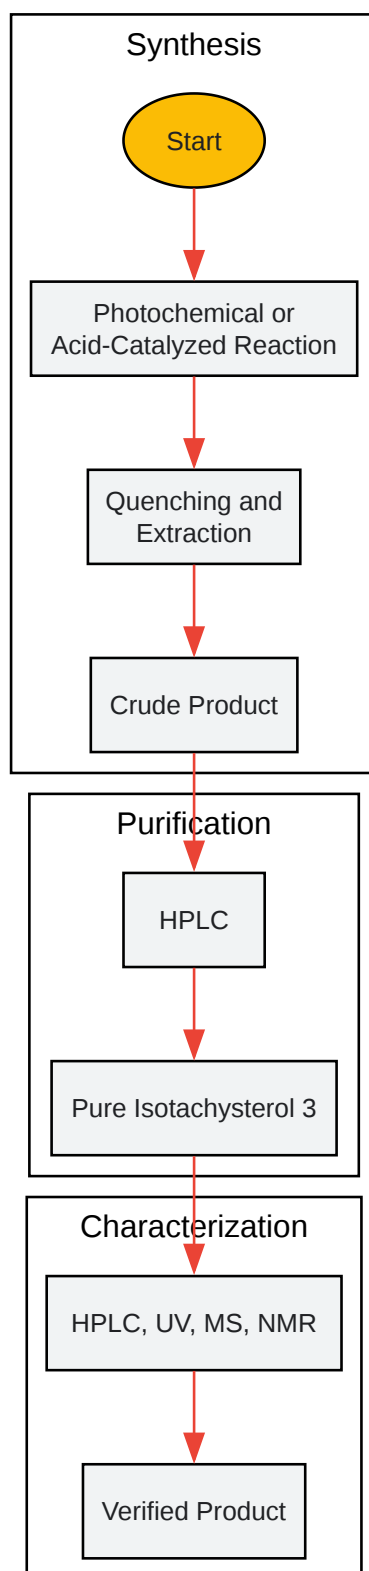 Synthesis
Start
Photochemical or
Acid-Catalyzed Reaction
Quenching and
Extraction
Crude Product
Purification
HPLC
Pure Isotachysterol 3
Characterization
HPLC, UV, MS, NMR
Verified Product